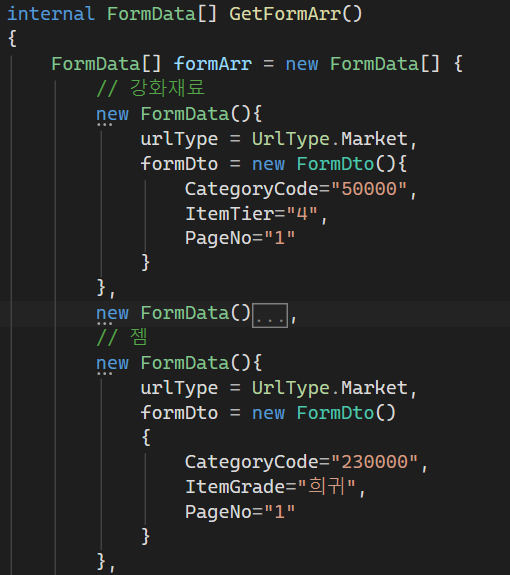 internal FormData[] GetFormArr()
{
    FormData[] formArr = new FormData[] {
        // 강화재료
        new FormData(){
            urlType = UrlType.Market,
            formDto = new FormDto(){
                CategoryCode="50000",
                ItemTier="4",
                PageNo="1"
            }
        },
        new FormData()...,
        // 젬
        new FormData(){
            urlType = UrlType.Market,
            formDto = new FormDto()
            {
                CategoryCode="230000",
                ItemGrade="희귀",
                PageNo="1"
            }
        },